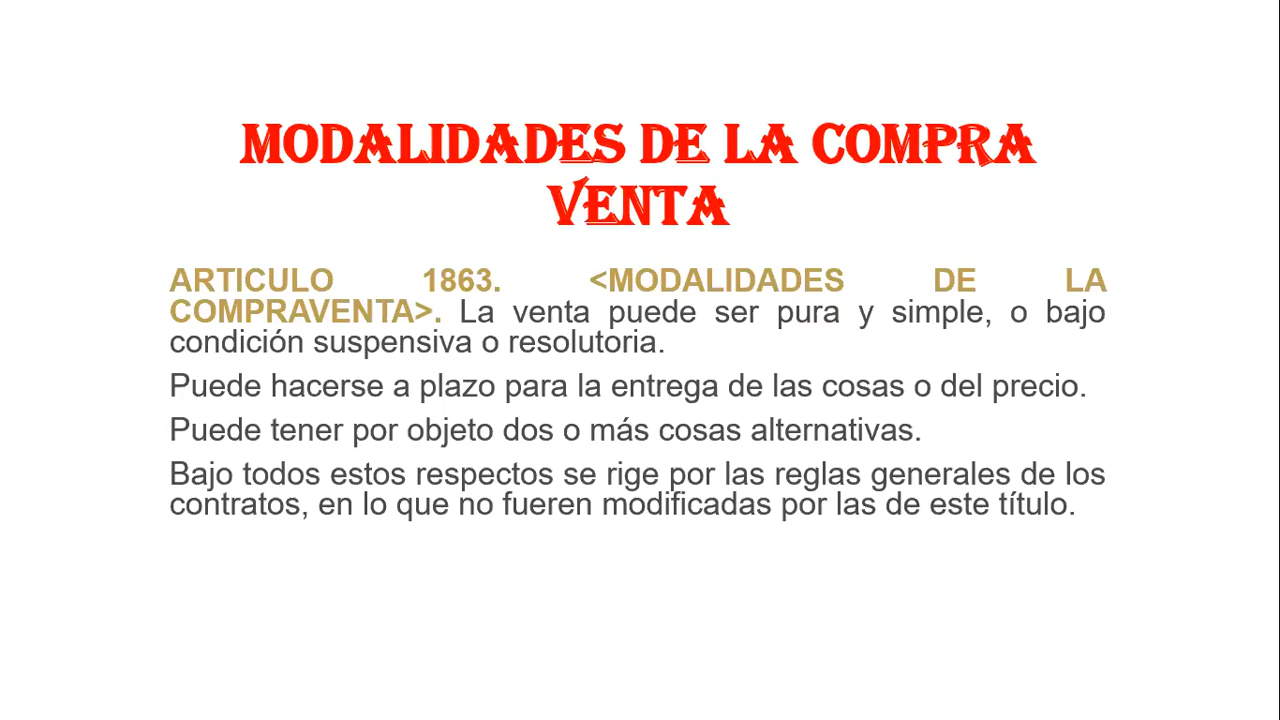 MODALIDADES DE LA COMPRA
VENTA
ARTICULO 1863. <MODALIDADES DE LA
COMPRAVENTA>. La venta puede ser pura y simple, o bajo
condición suspensiva o resolutoria.
Puede hacerse a plazo para la entrega de las cosas o del precio.
Puede tener por objeto dos o más cosas alternativas.
Bajo todos estos respectos se rige por las reglas generales de los
contratos, en lo que no fueren modificadas por las de este título.